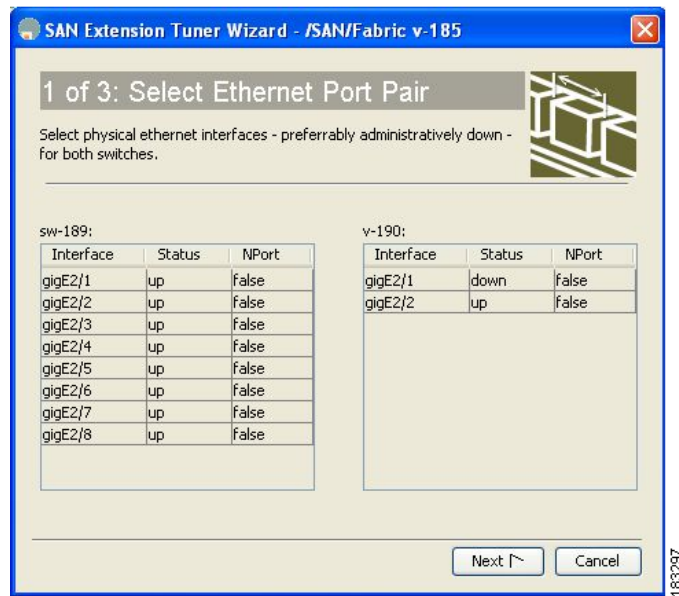 SAN Extension Tuner Wizard - /SAN/Fabric v-185
1 of 3: Select Ethernet Port Pair
Select physical ethernet interfaces - preferrably administratively down -
for both switches.
sw-189:
Interface Status NPort
gigE2/1 up false
gigE2/2 up false
gigE2/3 up false
gigE2/4 up false
gigE2/5 up false
gigE2/6 up false
gigE2/7 up false
gigE2/8 up false
v-190:
Interface Status NPort
gigE2/1 down false
gigE2/2 up false
Next
Cancel
183297